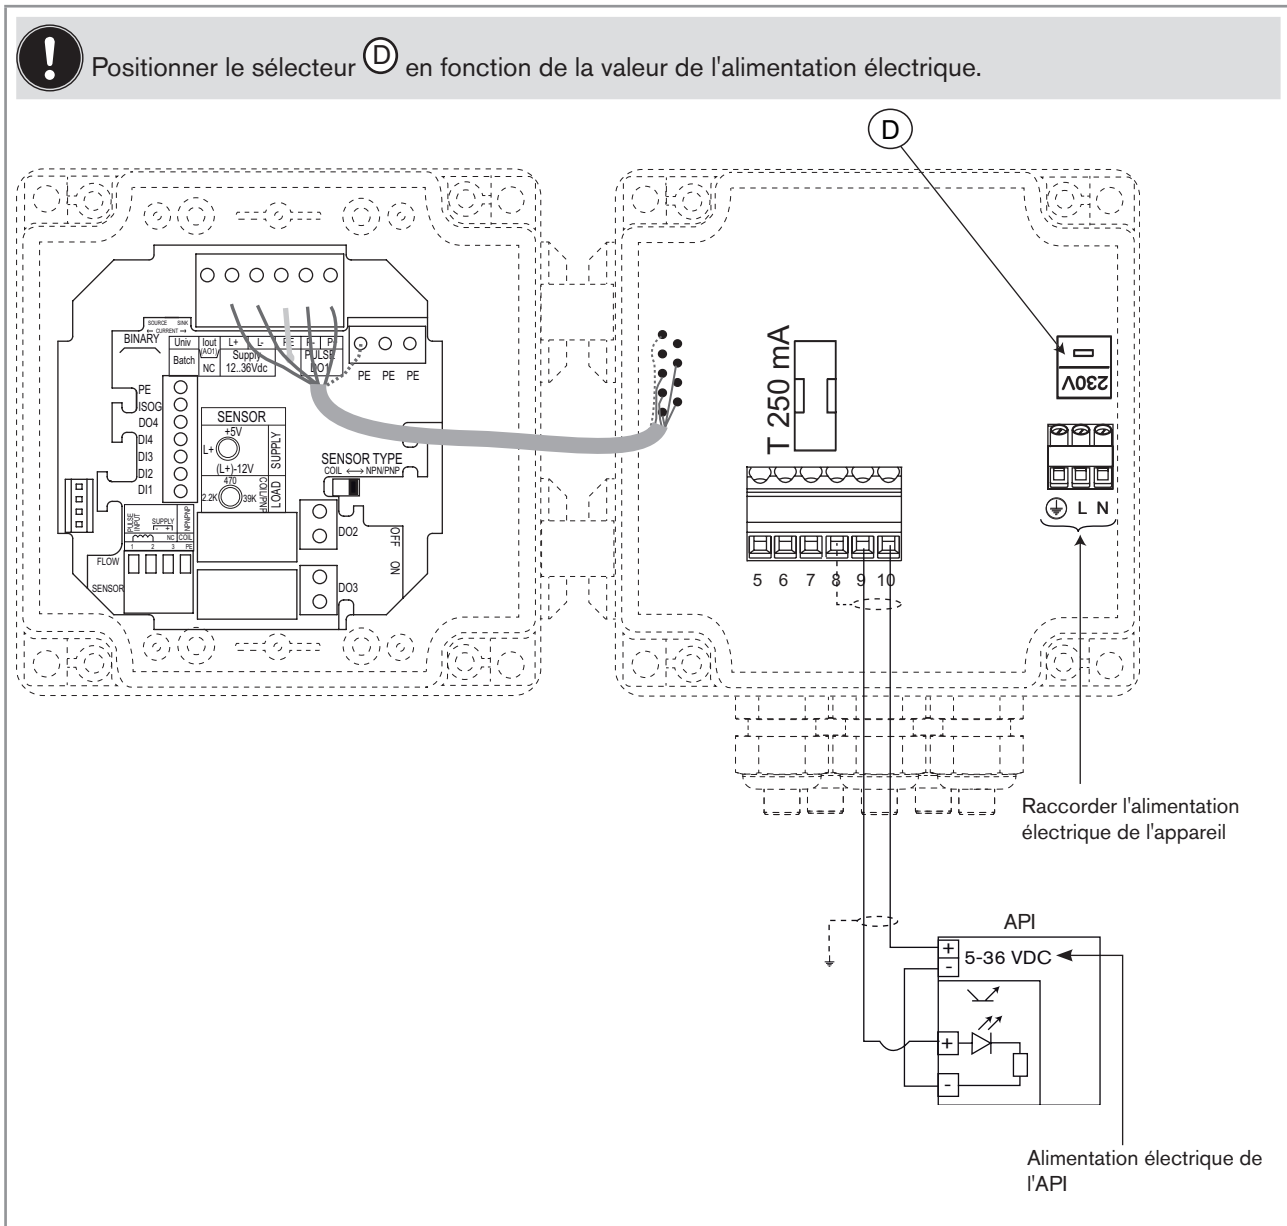 !
Positionner le sélecteur D en fonction de la valeur de l'alimentation électrique.
D
SOURCE SINK
← CURRENT →
BINARY
Univ Iout (AO1) L+ L- PE P- P+
Batch NC Supply 12..36Vdc PULSE DO1
PE PE PE
PE
ISOG
DO4
DI4
DI3
DI2
DI1
SENSOR
+5V
L+
(L+)-12V
SUPPLY
470
2.2K 39K
LOAD
COIL/PNP
SENSOR TYPE
COIL ←→ NPN/PNP
PULSE INPUT
SUPPLY
- +
NPN/PNP
NC COIL
1 2 3 PE
FLOW
SENSOR
DO2
DO3
OFF ON
T 250 mA
230V
5 6 7 8 9 10
L N
Raccorder l'alimentation
électrique de l'appareil
API
+
-
5-36 VDC
+
-
Alimentation électrique de
l'API